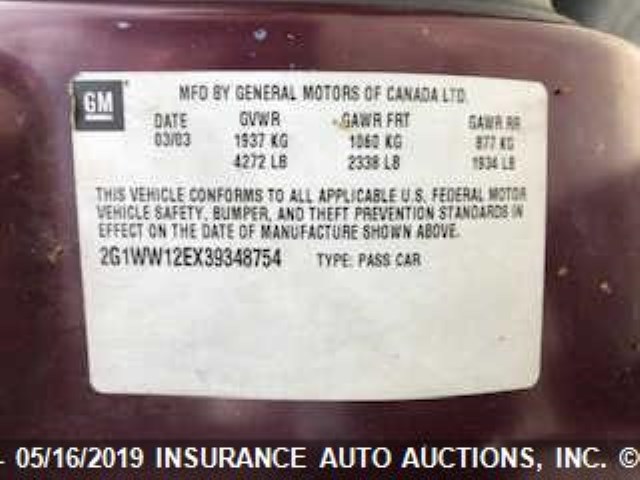 GM
MFD BY GENERAL MOTORS OF CANADA LTD.
DATE GVWR GAWR FRT GAWR RR
03/03 1937 KG 1060 KG 877 KG
4272 LB 2338 LB 1934 LB
THIS VEHICLE CONFORMS TO ALL APPLICABLE U.S. FEDERAL MOTOR
VEHICLE SAFETY, BUMPER, AND THEFT PREVENTION STANDARDS IN
EFFECT ON THE DATE OF MANUFACTURE SHOWN ABOVE.
2G1WW12EX39348754 TYPE: PASS CAR
- 05/16/2019 INSURANCE AUTO AUCTIONS, INC. ©